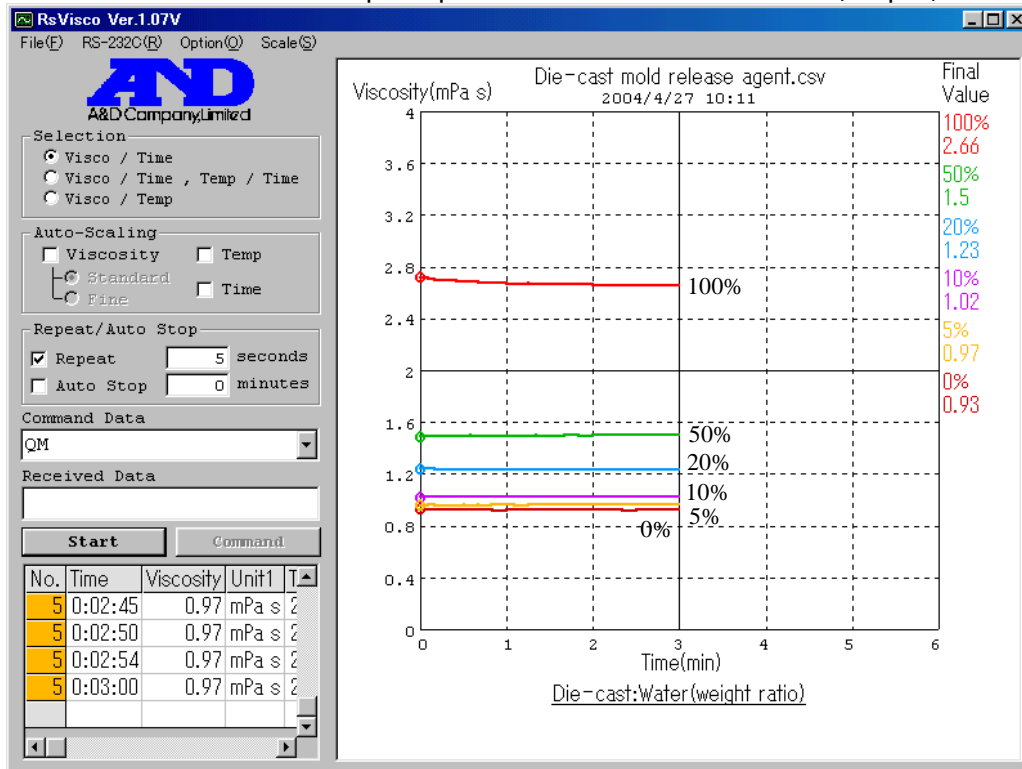 RsVisco Ver.1.07V
File(F) RS-232C(R) Option(O) Scale(S)
AND
A&D Company,Limited
Selection
Visco / Time
Visco / Time , Temp / Time
Visco / Temp
Auto-Scaling
Viscosity Temp
Standard
Fine
Time
Repeat/Auto Stop
Repeat 5 seconds
Auto Stop 0 minutes
Command Data
QM
Received Data
Start Command
No. Time Viscosity Unit1 T
5 0:02:45 0.97 mPa s 2
5 0:02:50 0.97 mPa s 2
5 0:02:54 0.97 mPa s 2
5 0:03:00 0.97 mPa s 2
Viscosity(mPa s)
Die-cast mold release agent.csv
2004/4/27 10:11
4
3.6
3.2
2.8
2.4
2
1.6
1.2
0.8
0.4
0
100%
50%
20%
10%
5%
0%
0 1 2 3 4 5 6
Time(min)
Die-cast:Water(weight ratio)
Final
Value
100%
2.66
50%
1.5
20%
1.23
10%
1.02
5%
0.97
0%
0.93